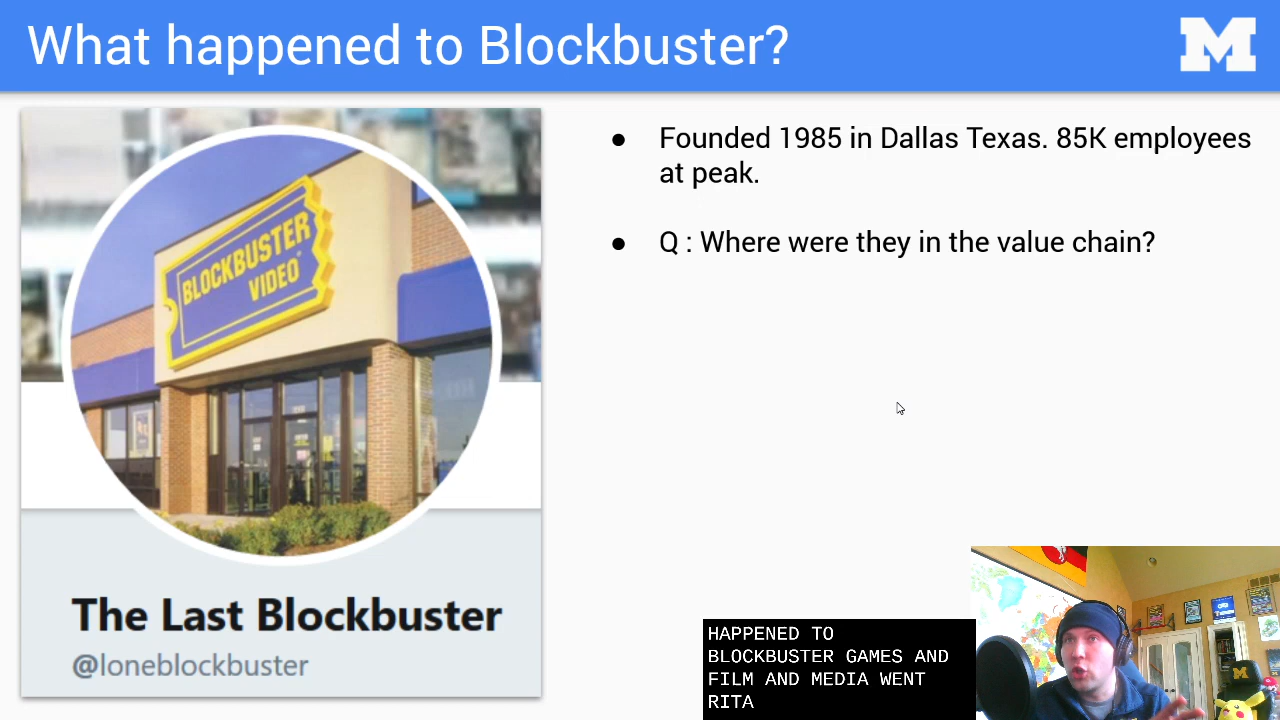 What happened to Blockbuster?
M
BLOCKBUSTER
VIDEO
The Last Blockbuster
@loneblockbuster
● Founded 1985 in Dallas Texas. 85K employees
at peak.
● Q : Where were they in the value chain?
HAPPENED TO
BLOCKBUSTER GAMES AND
FILM AND MEDIA WENT
RITA
M